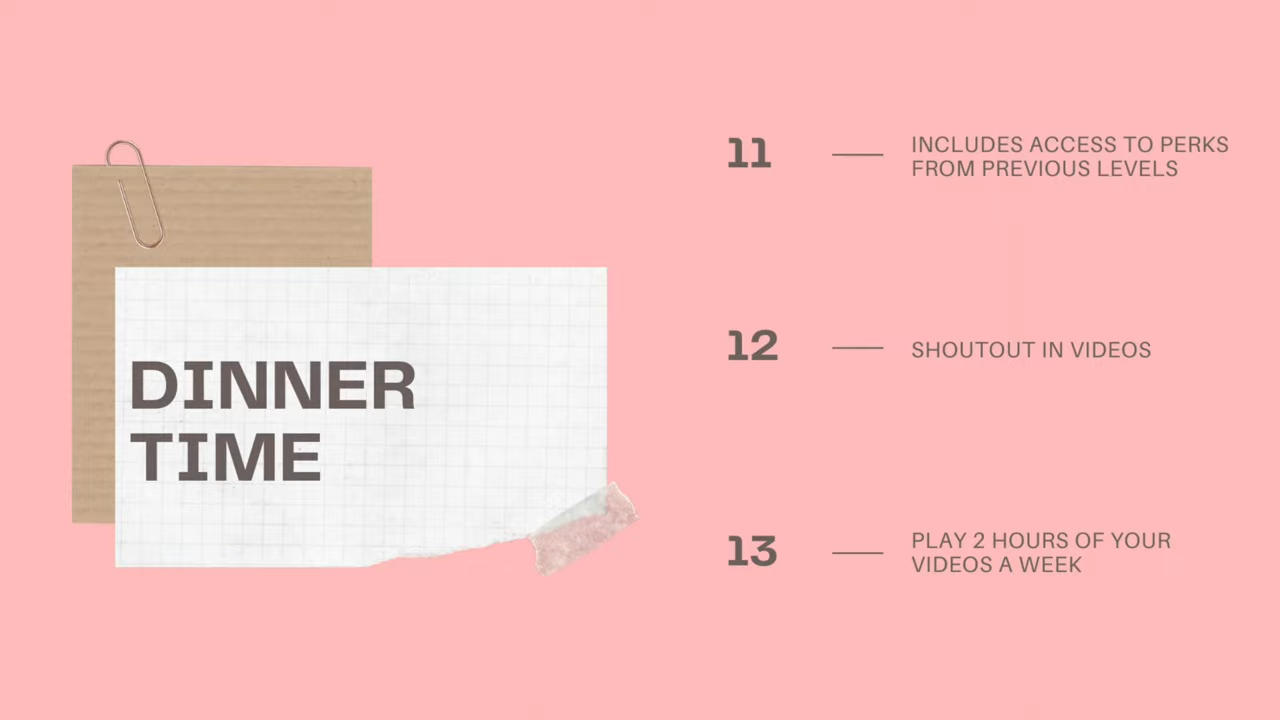 DINNER
TIME
11
INCLUDES ACCESS TO PERKS
FROM PREVIOUS LEVELS
12
SHOUTOUT IN VIDEOS
13
PLAY 2 HOURS OF YOUR
VIDEOS A WEEK